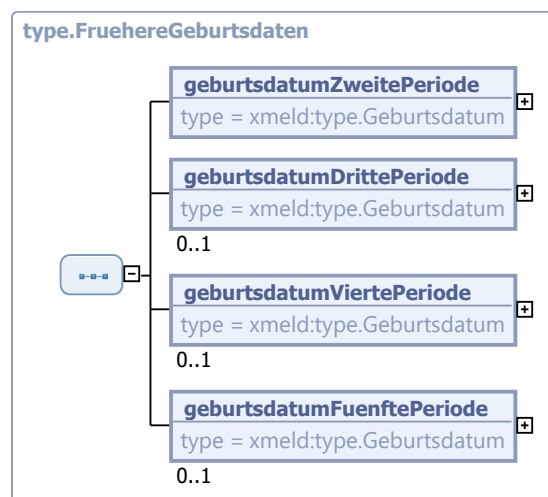 type.FruehereGeburtsdaten
geburtsdatumZweitePeriode
type = xmeld:type.Geburtsdatum
geburtsdatumDrittePeriode
type = xmeld:type.Geburtsdatum
0..1
geburtsdatumViertePeriode
type = xmeld:type.Geburtsdatum
0..1
geburtsdatumFuenftePeriode
type = xmeld:type.Geburtsdatum
0..1